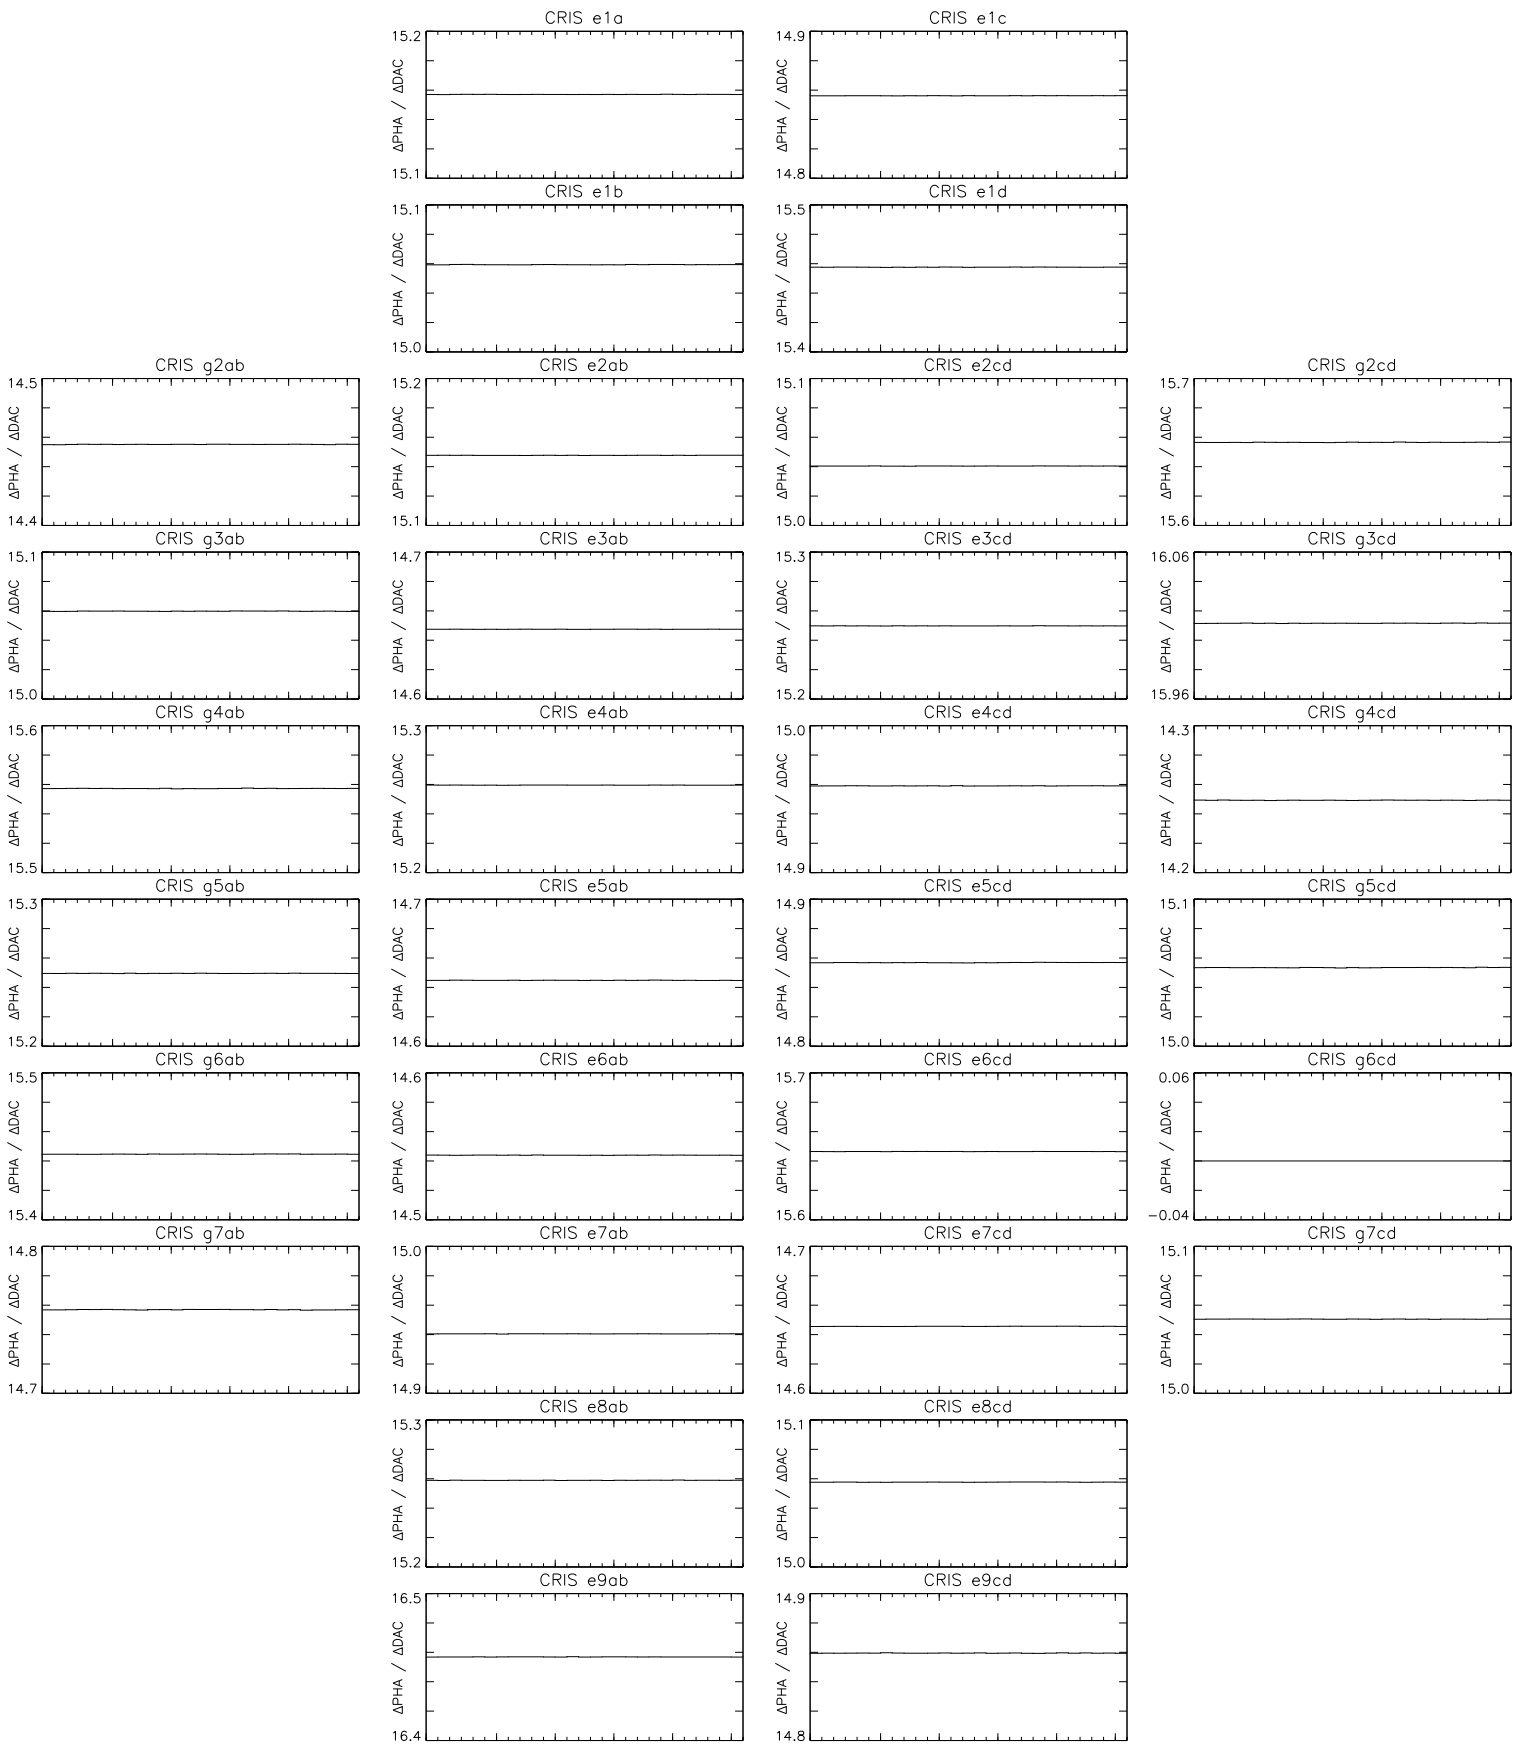 CRIS e1a
15.2
ΔPHA / ΔDAC
15.1
CRIS e1c
14.9
ΔPHA / ΔDAC
14.8
CRIS e1b
15.1
ΔPHA / ΔDAC
15.0
CRIS e1d
15.5
ΔPHA / ΔDAC
15.4
CRIS g2ab
14.5
ΔPHA / ΔDAC
14.4
CRIS e2ab
15.2
ΔPHA / ΔDAC
15.1
CRIS e2cd
15.1
ΔPHA / ΔDAC
15.0
CRIS g2cd
15.7
ΔPHA / ΔDAC
15.6
CRIS g3ab
15.1
ΔPHA / ΔDAC
15.0
CRIS e3ab
14.7
ΔPHA / ΔDAC
14.6
CRIS e3cd
15.3
ΔPHA / ΔDAC
15.2
CRIS g3cd
16.06
ΔPHA / ΔDAC
15.96
CRIS g4ab
15.6
ΔPHA / ΔDAC
15.5
CRIS e4ab
15.3
ΔPHA / ΔDAC
15.2
CRIS e4cd
15.0
ΔPHA / ΔDAC
14.9
CRIS g4cd
14.3
ΔPHA / ΔDAC
14.2
CRIS g5ab
15.3
ΔPHA / ΔDAC
15.2
CRIS e5ab
14.7
ΔPHA / ΔDAC
14.6
CRIS e5cd
14.9
ΔPHA / ΔDAC
14.8
CRIS g5cd
15.1
ΔPHA / ΔDAC
15.0
CRIS g6ab
15.5
ΔPHA / ΔDAC
15.4
CRIS e6ab
14.6
ΔPHA / ΔDAC
14.5
CRIS e6cd
15.7
ΔPHA / ΔDAC
15.6
CRIS g6cd
0.06
ΔPHA / ΔDAC
−0.04
CRIS g7ab
14.8
ΔPHA / ΔDAC
14.7
CRIS e7ab
15.0
ΔPHA / ΔDAC
14.9
CRIS e7cd
14.7
ΔPHA / ΔDAC
14.6
CRIS g7cd
15.1
ΔPHA / ΔDAC
15.0
CRIS e8ab
15.3
ΔPHA / ΔDAC
15.2
CRIS e8cd
15.1
ΔPHA / ΔDAC
15.0
CRIS e9ab
16.5
ΔPHA / ΔDAC
16.4
CRIS e9cd
14.9
ΔPHA / ΔDAC
14.8